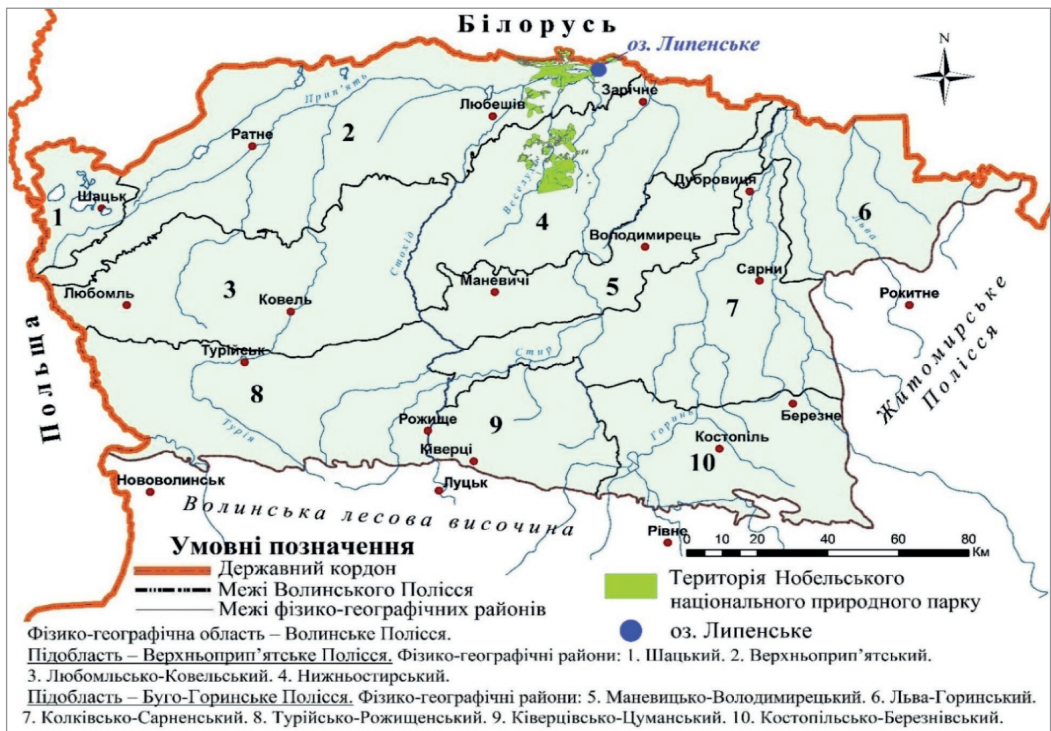 Білорусь
оз. Липенське
N
Зарічне
Любешів
Прип'ять
Ратне
2
Веселуха
Дубровиця
Шацьк
1
4
6
Льва
Стохід
Володимирець
Сарни
Маневичі
5
3
7
Любомль
Ковель
Рокитне
Польща
Житомирське
Полісся
Турійськ
Стир
8
Березне
Рожище
9
Горинь
Костопіль
Турія
Ківерці
10
Нововолинськ
Луцьк
Волинська лесова височина
Рівне
0 10 20 40 60 80
Км
Умовні позначення
Державний кордон
Межі Волинського Полісся
Межі фізико-географічних районів
Територія Нобельського
національного природного парку
оз. Липенське
Фізико-географічна область – Волинське Полісся.
Підобласть – Верхньоприп'ятське Полісся. Фізико-географічні райони: 1. Шацький. 2. Верхньоприп'ятський.
3. Любомльсько-Ковельський. 4. Нижньостирський.
Підобласть – Буго-Горинське Полісся. Фізико-географічні райони: 5. Маневицько-Володимирецький. 6. Льва-Горинський.
7. Колківсько-Сарненський. 8. Турійсько-Рожищенський. 9. Ківерцівсько-Цуманський. 10. Костопільсько-Березнівський.